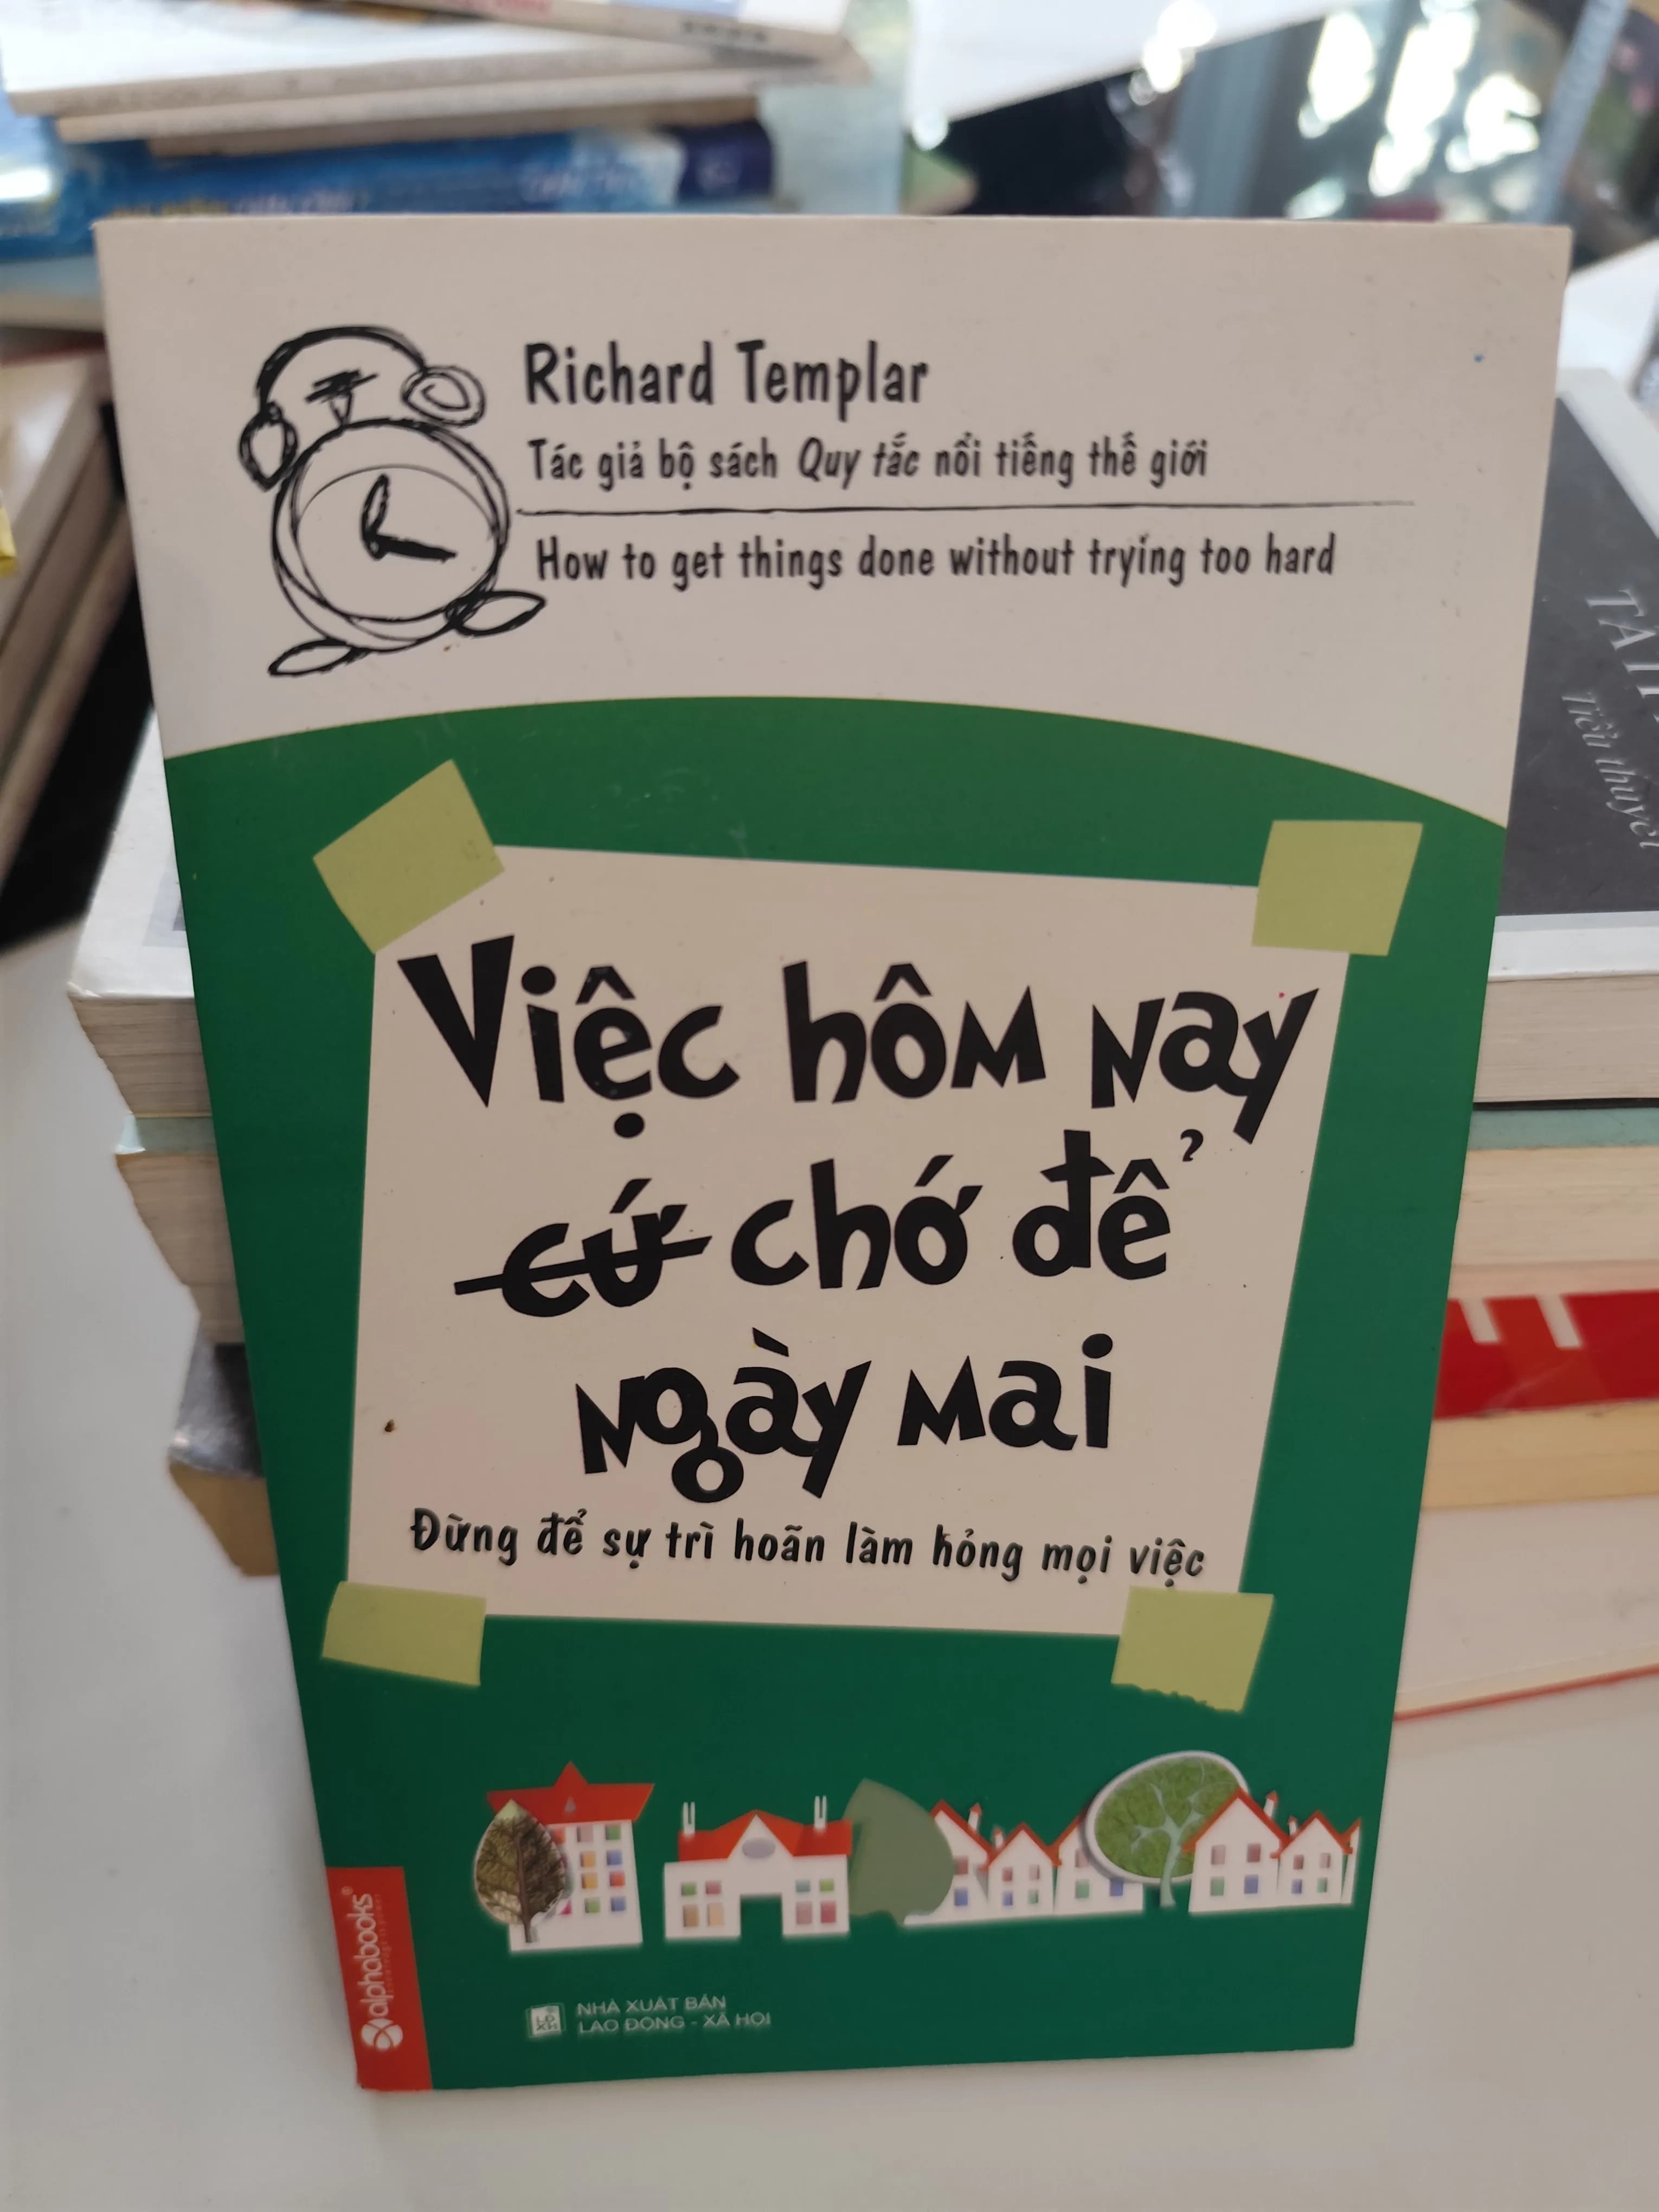 Richard Templar
Tác giả bộ sách Quy tắc nổi tiếng thế giới
How to get things done without trying too hard
Việc hôm nay
cứ chớ để
ngày mai
Đừng để sự trì hoãn làm hỏng mọi việc
alphabooks®
NHÀ XUẤT BẢN
LAO ĐỘNG - XÃ HỘI
Tiểu thuyết